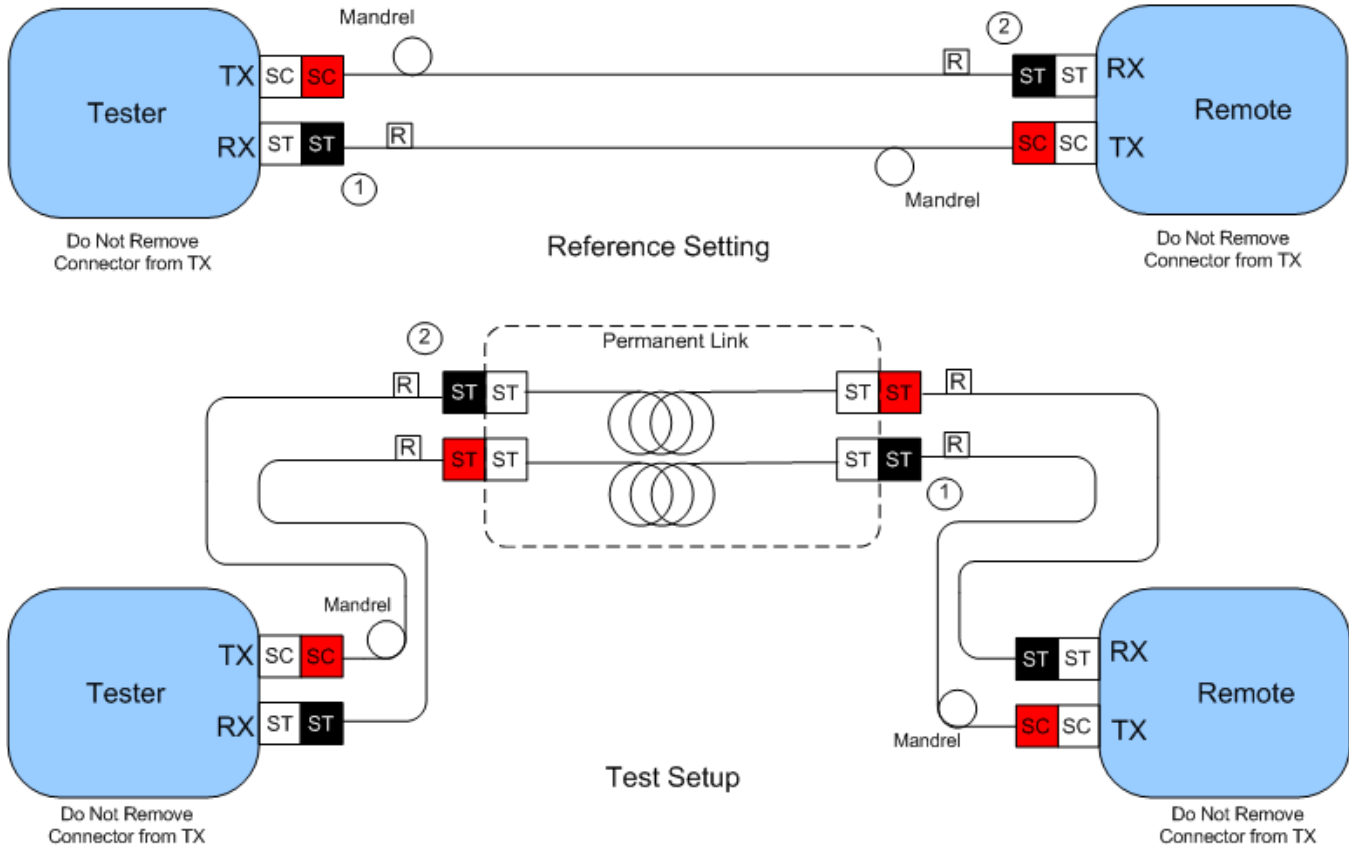 Mandrel
2
TX SC SC
R
ST ST RX
Tester
Remote
RX ST ST
R
SC SC TX
1
Mandrel
Do Not Remove
Connector from TX
Reference Setting
Do Not Remove
Connector from TX
2
Permanent Link
R
ST ST
ST ST
R
R
ST ST
ST ST
R
1
Mandrel
TX SC SC
ST ST RX
Tester
Remote
RX ST ST
Mandrel
SC SC TX
Test Setup
Do Not Remove
Connector from TX
Do Not Remove
Connector from TX